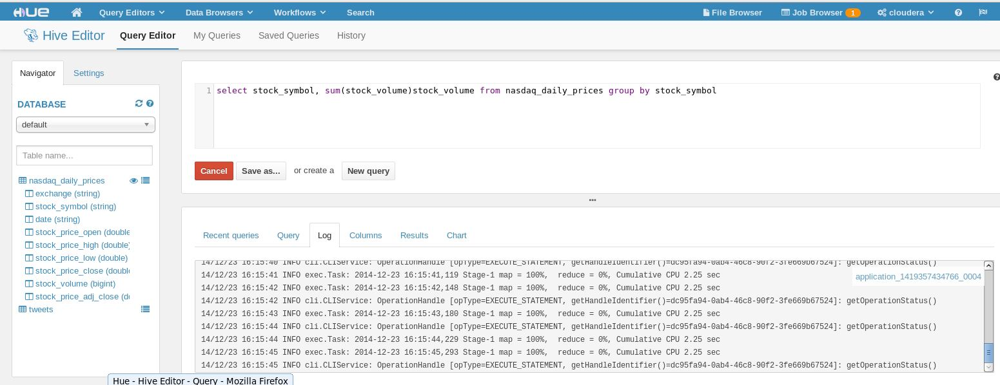 HUE Query Editors Data Browsers Workflows Search File Browser Job Browser 1 cloudera ?
Hive Editor Query Editor My Queries Saved Queries History
Navigator Settings
DATABASE ?
default
Table name...
nasdaq_daily_prices
exchange (string)
stock_symbol (string)
date (string)
stock_price_open (double
stock_price_high (double)
stock_price_low (double)
stock_price_close (double
stock_volume (bigint)
stock_price_adj_close (do
tweets
?
1 select stock_symbol, sum(stock_volume)stock_volume from nasdaq_daily_prices group by stock_symbol
Cancel Save as... or create a New query
Recent queries Query Log Columns Results Chart
14/12/23 16:15:40 INFO cli.CLIService: OperationHandle [opType=EXECUTE_STATEMENT, getHandleIdentifier()=dc95fa94-0ab4-46c8-90f2-3fe669b67524]: getOperationStatus()
14/12/23 16:15:41 INFO exec.Task: 2014-12-23 16:15:41,119 Stage-1 map = 100%,  reduce = 0%, Cumulative CPU 2.25 sec
application_1419357434766_0004
14/12/23 16:15:42 INFO exec.Task: 2014-12-23 16:15:42,148 Stage-1 map = 100%,  reduce = 0%, Cumulative CPU 2.25 sec
14/12/23 16:15:42 INFO cli.CLIService: OperationHandle [opType=EXECUTE_STATEMENT, getHandleIdentifier()=dc95fa94-0ab4-46c8-90f2-3fe669b67524]: getOperationStatus()
14/12/23 16:15:43 INFO exec.Task: 2014-12-23 16:15:43,180 Stage-1 map = 100%,  reduce = 0%, Cumulative CPU 2.25 sec
14/12/23 16:15:44 INFO cli.CLIService: OperationHandle [opType=EXECUTE_STATEMENT, getHandleIdentifier()=dc95fa94-0ab4-46c8-90f2-3fe669b67524]: getOperationStatus()
14/12/23 16:15:44 INFO exec.Task: 2014-12-23 16:15:44,229 Stage-1 map = 100%,  reduce = 0%, Cumulative CPU 2.25 sec
14/12/23 16:15:45 INFO exec.Task: 2014-12-23 16:15:45,293 Stage-1 map = 100%,  reduce = 0%, Cumulative CPU 2.25 sec
14/12/23 16:15:45 INFO cli.CLIService: OperationHandle [opType=EXECUTE_STATEMENT, getHandleIdentifier()=dc95fa94-0ab4-46c8-90f2-3fe669b67524]: getOperationStatus()
Hue - Hive Editor - Query - Mozilla Firefox